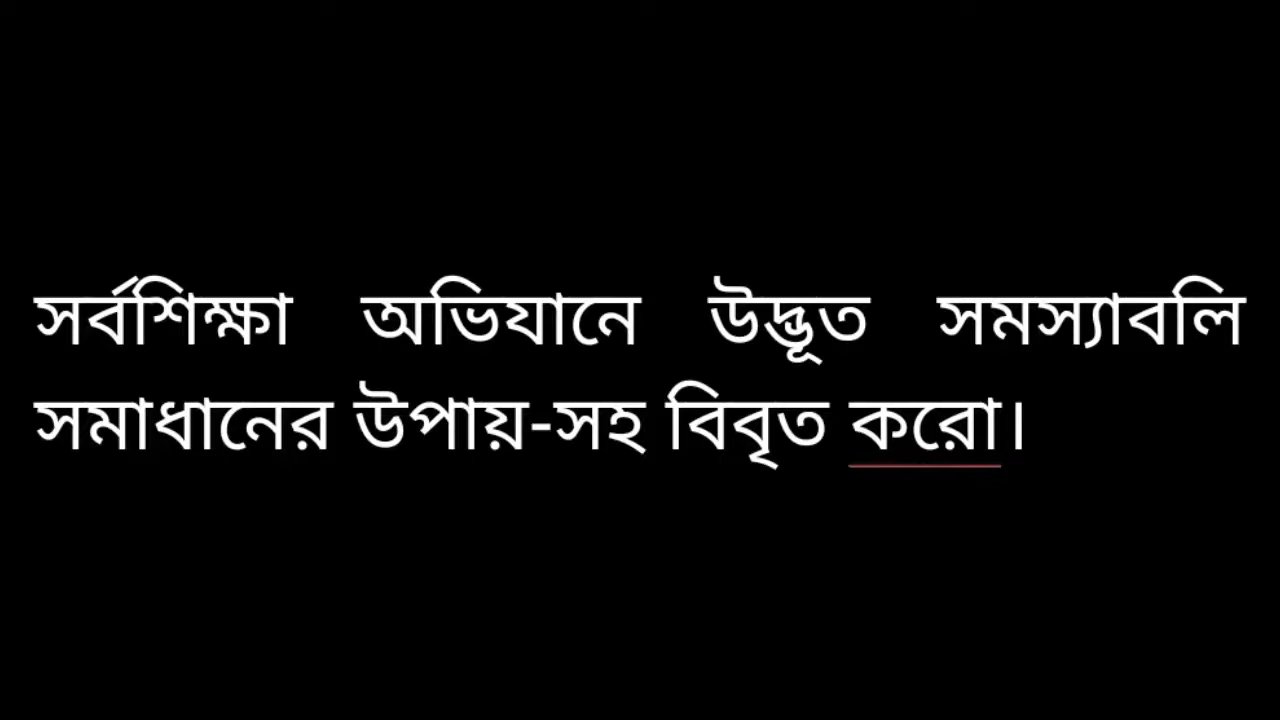 সর্বশিক্ষা অভিযানে উদ্ভূত সমস্যাবলি
সমাধানের উপায়-সহ বিবৃত করো।